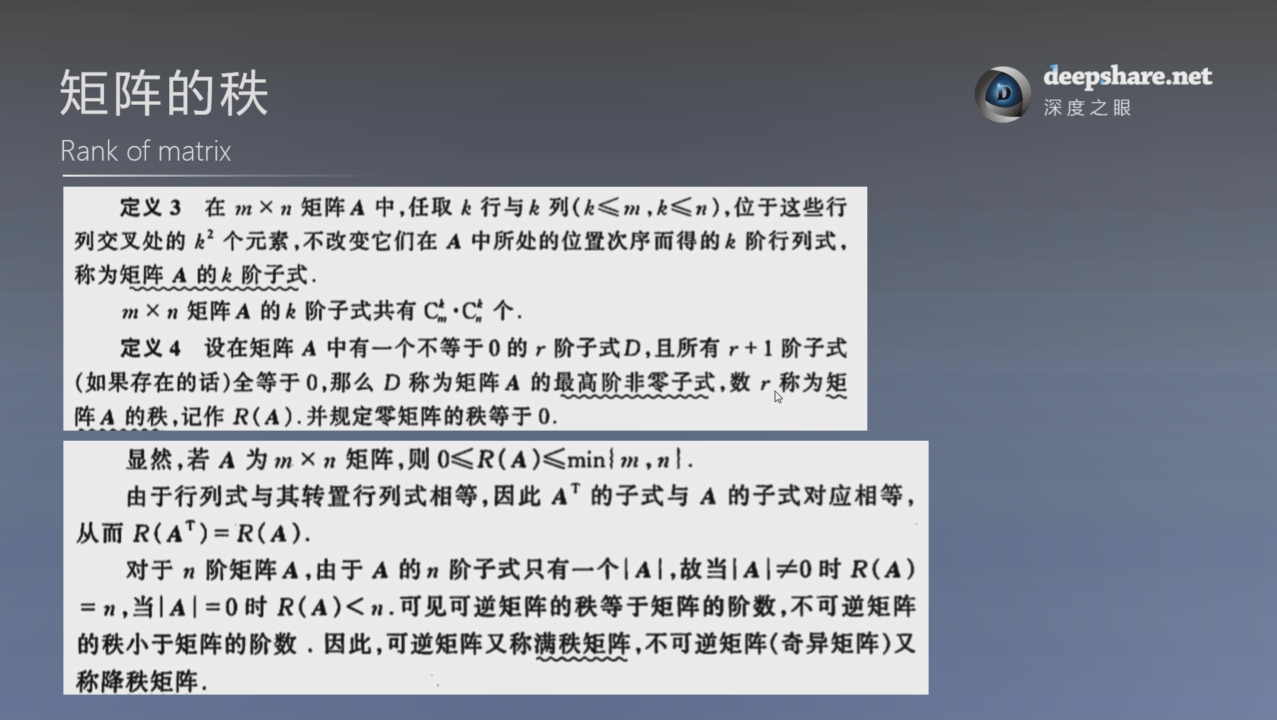 矩阵的秩
deepshare.net
深度之眼
Rank of matrix
定义 3 在 m × n 矩阵 A 中,任取 k 行与 k 列(k≤m,k≤n),位于这些行
列交叉处的 k² 个元素,不改变它们在 A 中所处的位置次序而得的 k 阶行列式,
称为矩阵 A 的 k 阶子式.
m × n 矩阵 A 的 k 阶子式共有 Cₘᵏ·Cₙᵏ 个.
定义 4 设在矩阵 A 中有一个不等于 0 的 r 阶子式D,且所有 r + 1 阶子式
(如果存在的话)全等于 0,那么 D 称为矩阵 A 的最高阶非零子式,数 r 称为矩
阵 A 的秩,记作 R(A).并规定零矩阵的秩等于 0.
显然,若 A 为 m × n 矩阵,则 0≤R(A)≤min{m,n}.
由于行列式与其转置行列式相等,因此 Aᵀ 的子式与 A 的子式对应相等,
从而 R(Aᵀ)= R(A).
对于 n 阶矩阵A,由于 A 的 n 阶子式只有一个|A|,故当|A|≠0 时 R(A)
= n,当|A|=0 时 R(A)< n.可见可逆矩阵的秩等于矩阵的阶数,不可逆矩阵
的秩小于矩阵的阶数 . 因此,可逆矩阵又称满秩矩阵,不可逆矩阵(奇异矩阵)又
称降秩矩阵.